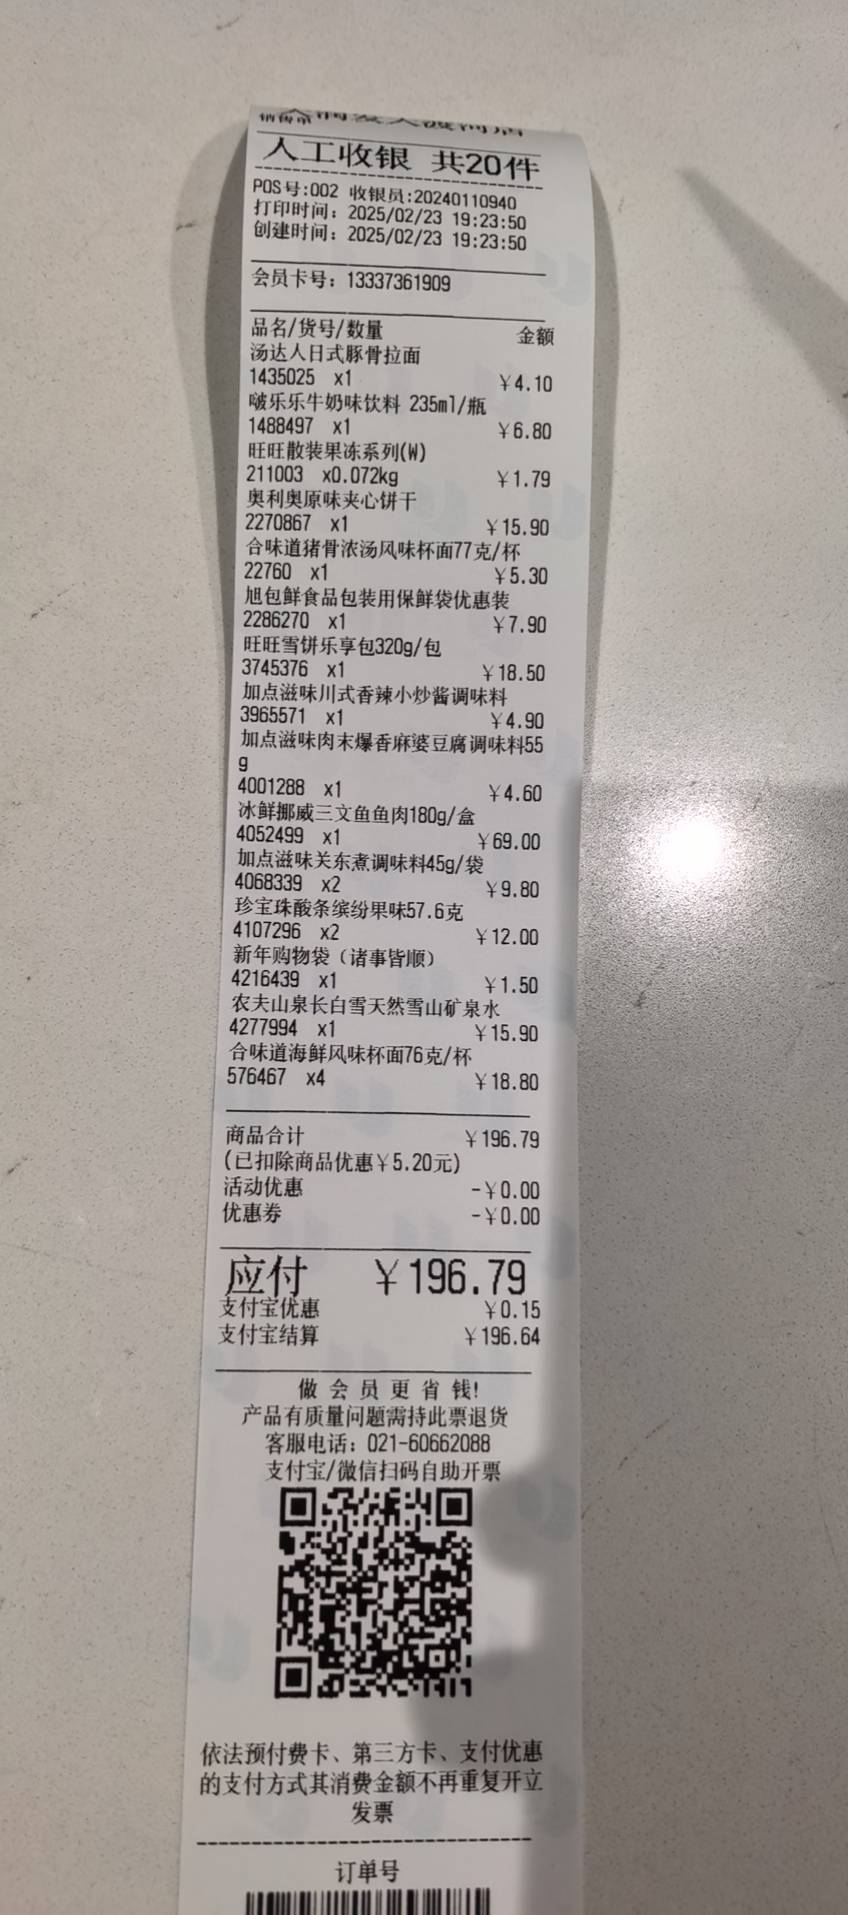 人工收银 共20件
POS号:002 收银员:20240110940
打印时间: 2025/02/23 19:23:50
创建时间: 2025/02/23 19:23:50
会员卡号: 13337361909
品名/货号/数量 金额
汤达人日式豚骨拉面
1435025 x1 ¥4.10
啵乐乐牛奶味饮料 235ml/瓶
1488497 x1 ¥6.80
旺旺散装果冻系列(W)
211003 x0.072kg ¥1.79
奥利奥原味夹心饼干
2270867 x1 ¥15.90
合味道猪骨浓汤风味杯面77克/杯
22760 x1 ¥5.30
旭包鲜食品包装用保鲜袋优惠装
2286270 x1 ¥7.90
旺旺雪饼乐享包320g/包
3745376 x1 ¥18.50
加点滋味川式香辣小炒酱调味料
3965571 x1 ¥4.90
加点滋味肉末爆香麻婆豆腐调味料55
g
4001288 x1 ¥4.60
冰鲜挪威三文鱼鱼肉180g/盒
4052499 x1 ¥69.00
加点滋味关东煮调味料45g/袋
4068339 x2 ¥9.80
珍宝珠酸条缤纷果味57.6克
4107296 x2 ¥12.00
新年购物袋（诸事皆顺）
4216439 x1 ¥1.50
农夫山泉长白雪天然雪山矿泉水
4277994 x1 ¥15.90
合味道海鲜风味杯面76克/杯
576467 x4 ¥18.80
商品合计 ¥196.79
(已扣除商品优惠¥5.20元)
活动优惠 -¥0.00
优惠券 -¥0.00
应付 ¥196.79
支付宝优惠 ¥0.15
支付宝结算 ¥196.64
做会员更省钱!
产品有质量问题需持此票退货
客服电话: 021-60662088
支付宝/微信扫码自助开票
依法预付费卡、第三方卡、支付优惠
的支付方式其消费金额不再重复开立
发票
订单号